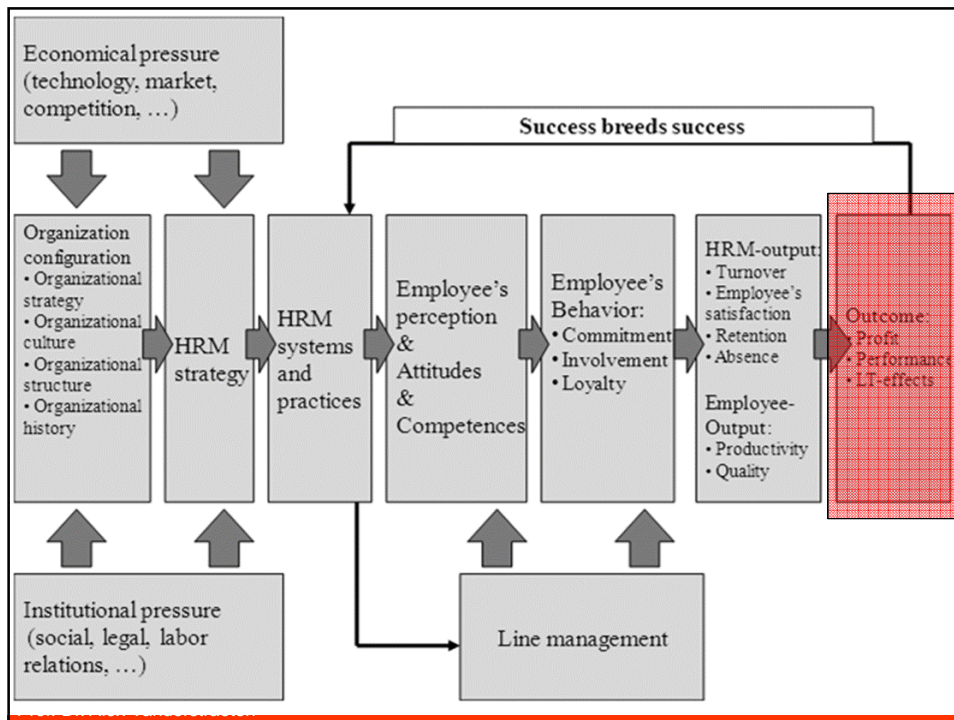 Economical pressure
(technology, market,
competition, …)
Success breeds success
Organization
configuration
• Organizational
strategy
• Organizational
culture
• Organizational
structure
• Organizational
history
HRM
strategy
HRM
systems
and
practices
Employee's
perception
&
Attitudes
&
Competences
Employee's
Behavior:
• Commitment
• Involvement
• Loyalty
HRM-output:
• Turnover
• Employee's
satisfaction
• Retention
• Absence
Employee-
Output:
• Productivity
• Quality
Outcome:
• Profit
• Performance
• LT-effects
Institutional pressure
(social, legal, labor
relations, …)
Line management